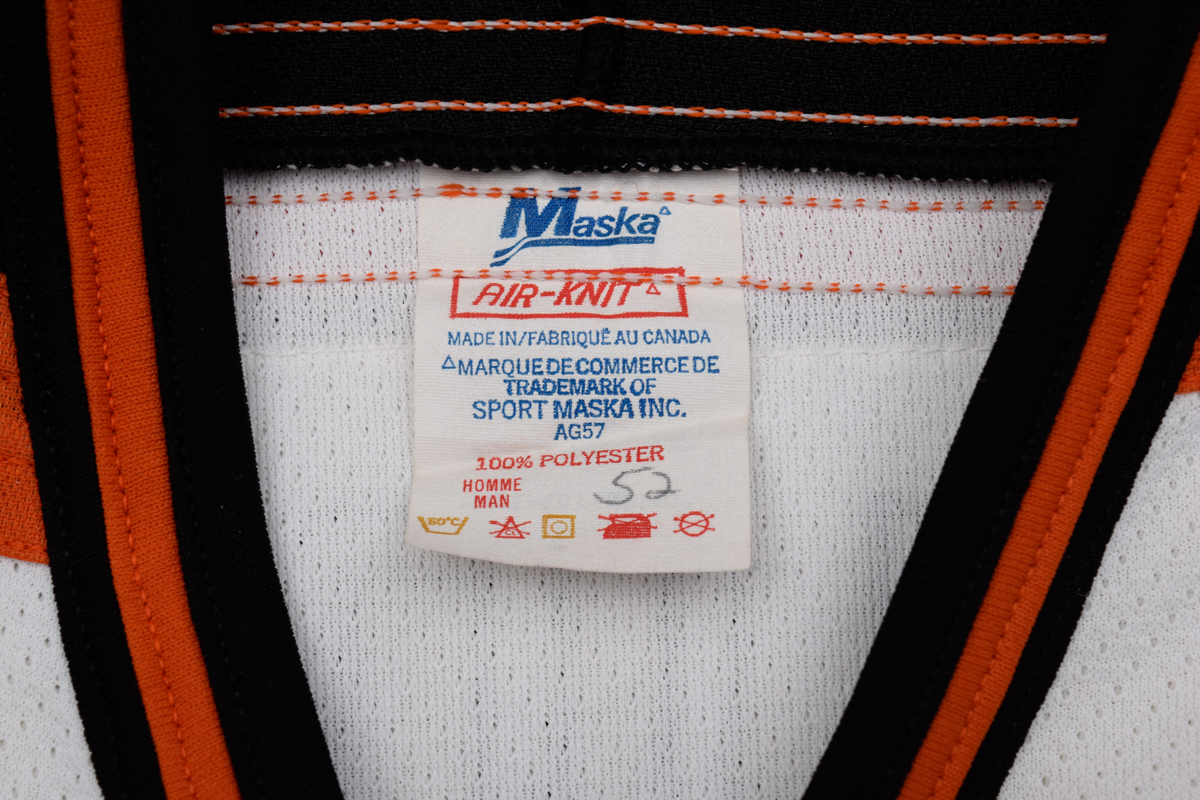 Maska△
AIR-KNIT△
MADE IN/FABRIQUÉ AU CANADA
△MARQUE DE COMMERCE DE
TRADEMARK OF
SPORT MASKA INC.
AG57
100% POLYESTER
HOMME
MAN
52
60°C
CL